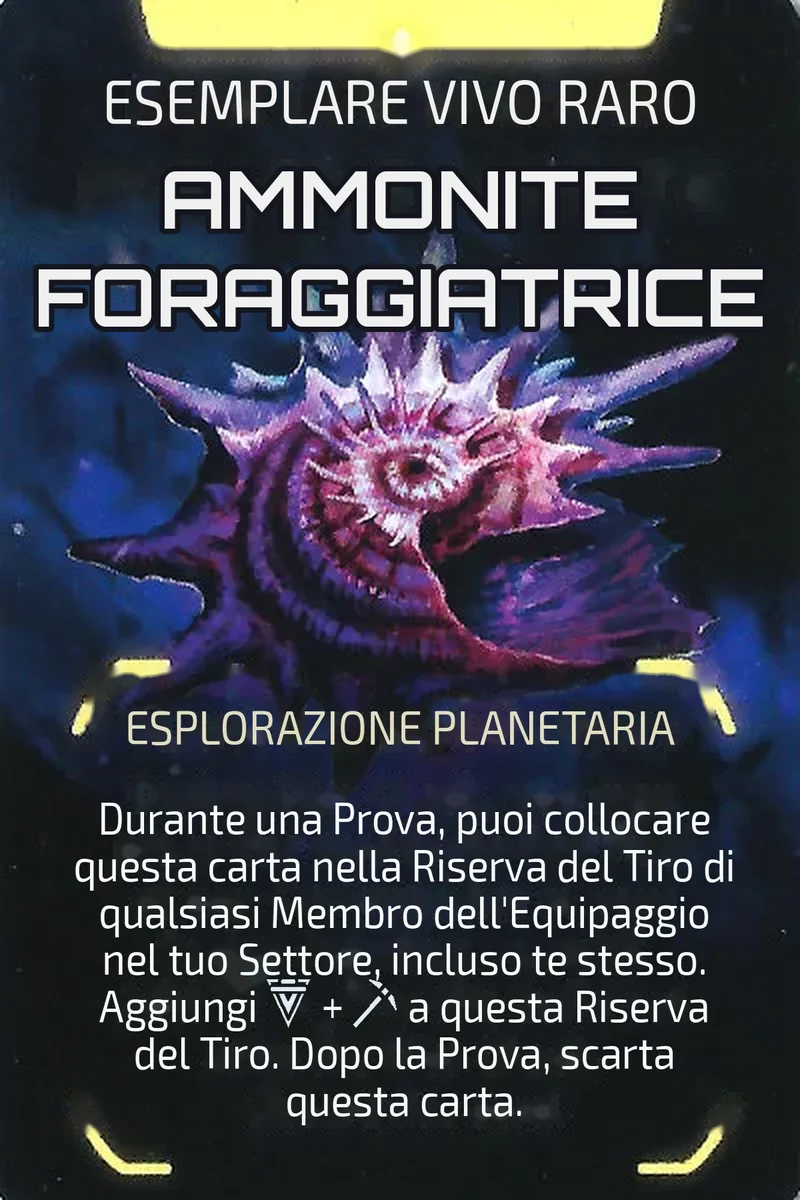 ESEMPLARE VIVO RARO
AMMONITE
FORAGGIATRICE
ESPLORAZIONE PLANETARIA
Durante una Prova, puoi collocare
questa carta nella Riserva del Tiro di
qualsiasi Membro dell'Equipaggio
nel tuo Settore, incluso te stesso.
Aggiungi + a questa Riserva
del Tiro. Dopo la Prova, scarta
questa carta.